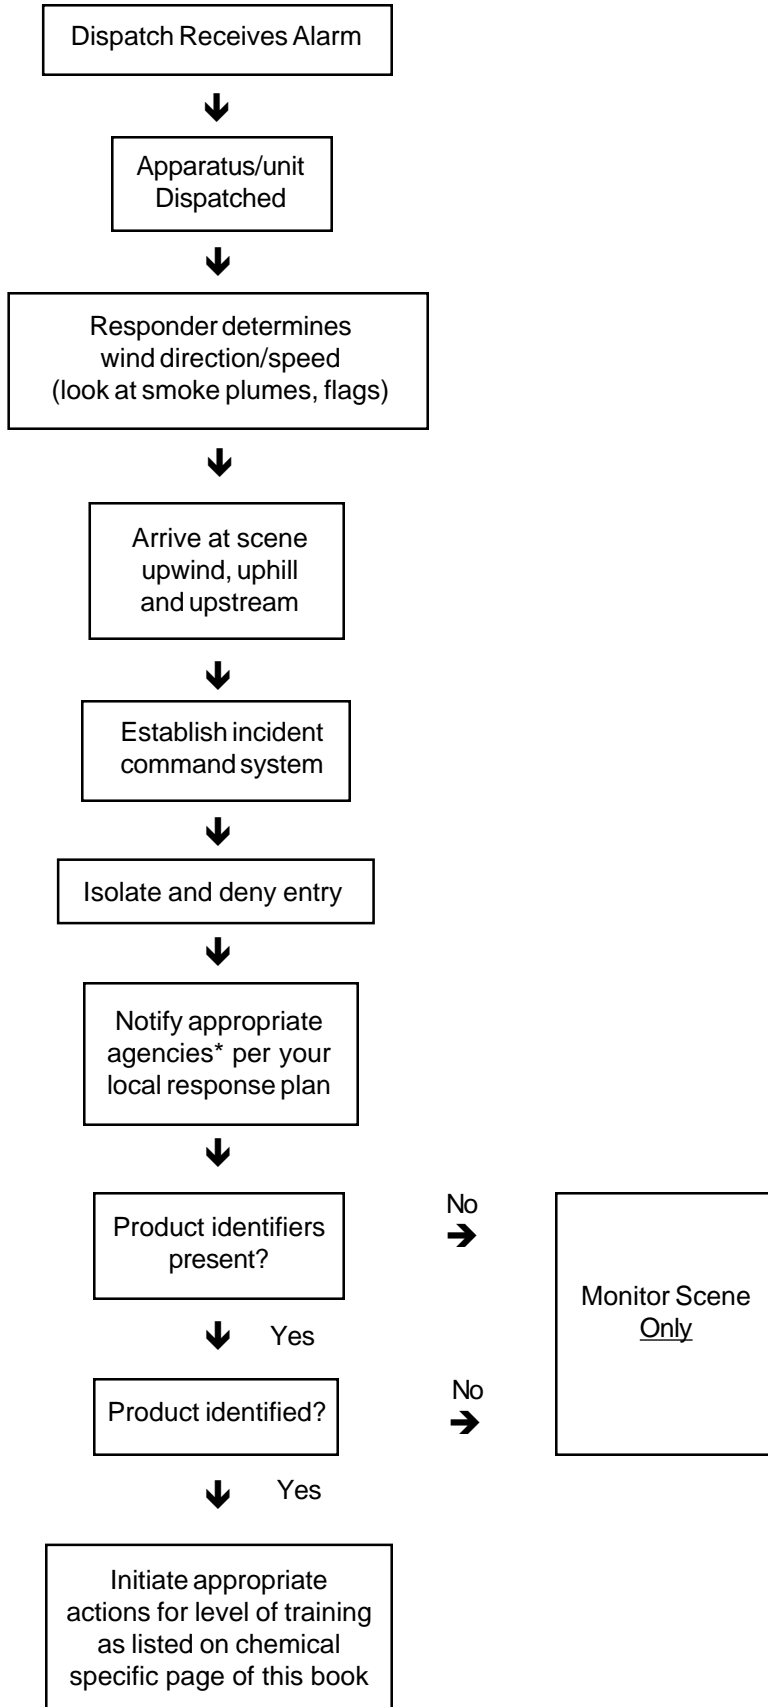 Dispatch Receives Alarm
Apparatus/unit
Dispatched
Responder determines
wind direction/speed
(look at smoke plumes, flags)
Arrive at scene
upwind, uphill
and upstream
Establish incident
command system
Isolate and deny entry
Notify appropriate
agencies* per your
local response plan
Product identifiers
present?
No
Monitor Scene
Only
Yes
Product identified?
No
Yes
Initiate appropriate
actions for level of training
as listed on chemical
specific page of this book